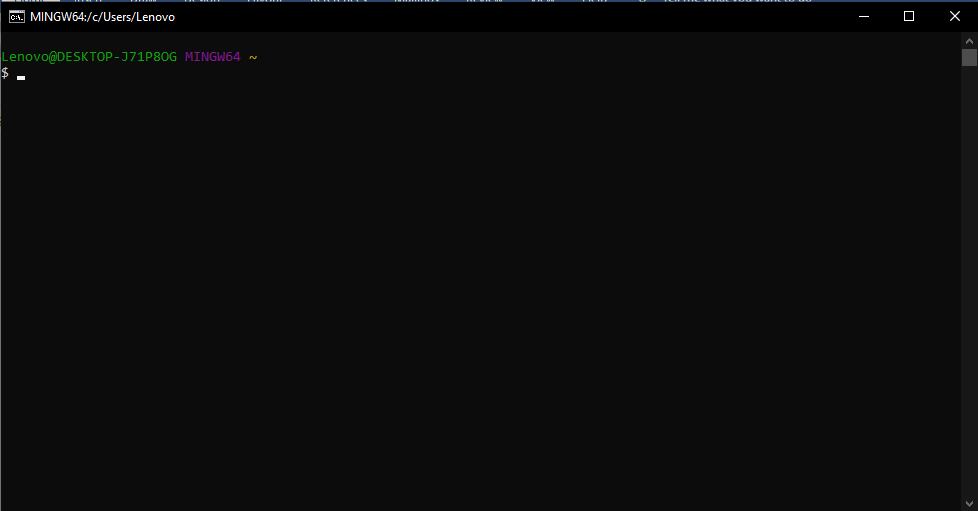 MINGW64:/c/Users/Lenovo
Lenovo@DESKTOP-J71P8OG MINGW64 ~
$